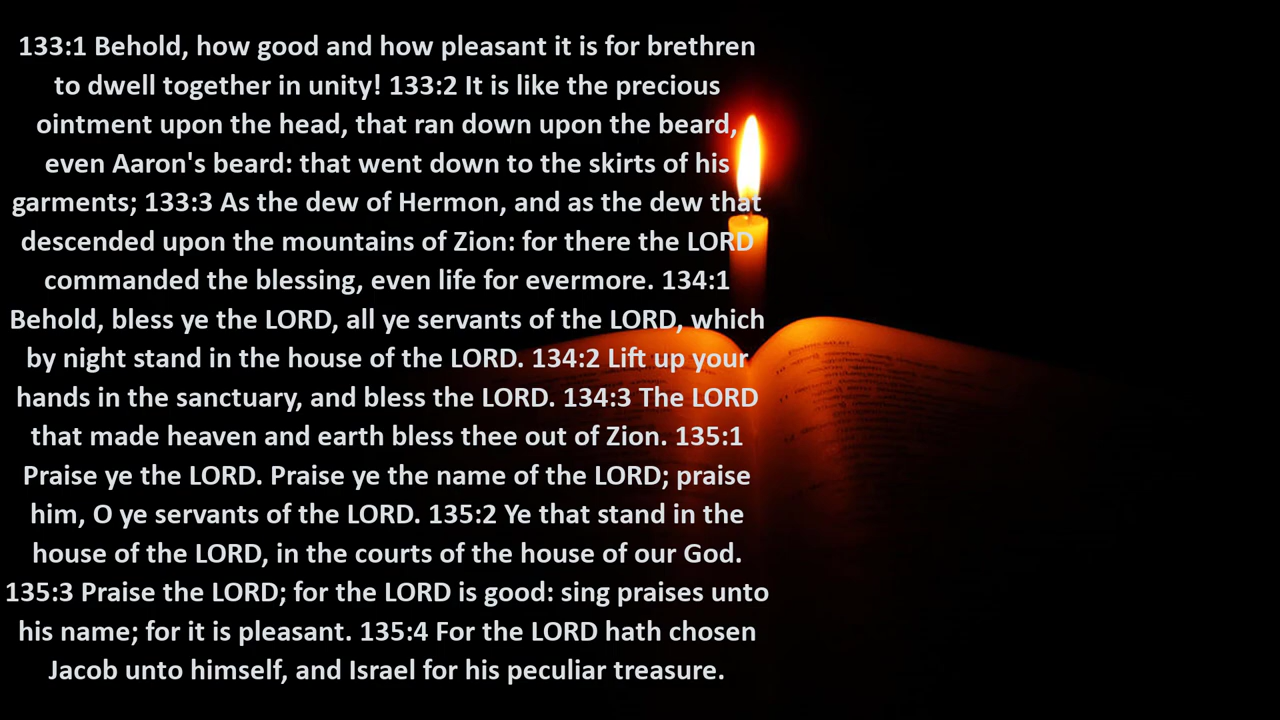 133:1 Behold, how good and how pleasant it is for brethren
to dwell together in unity! 133:2 It is like the precious
ointment upon the head, that ran down upon the beard,
even Aaron's beard: that went down to the skirts of his
garments; 133:3 As the dew of Hermon, and as the dew that
descended upon the mountains of Zion: for there the LORD
commanded the blessing, even life for evermore. 134:1
Behold, bless ye the LORD, all ye servants of the LORD, which
by night stand in the house of the LORD. 134:2 Lift up your
hands in the sanctuary, and bless the LORD. 134:3 The LORD
that made heaven and earth bless thee out of Zion. 135:1
Praise ye the LORD. Praise ye the name of the LORD; praise
him, O ye servants of the LORD. 135:2 Ye that stand in the
house of the LORD, in the courts of the house of our God.
135:3 Praise the LORD; for the LORD is good: sing praises unto
his name; for it is pleasant. 135:4 For the LORD hath chosen
Jacob unto himself, and Israel for his peculiar treasure.